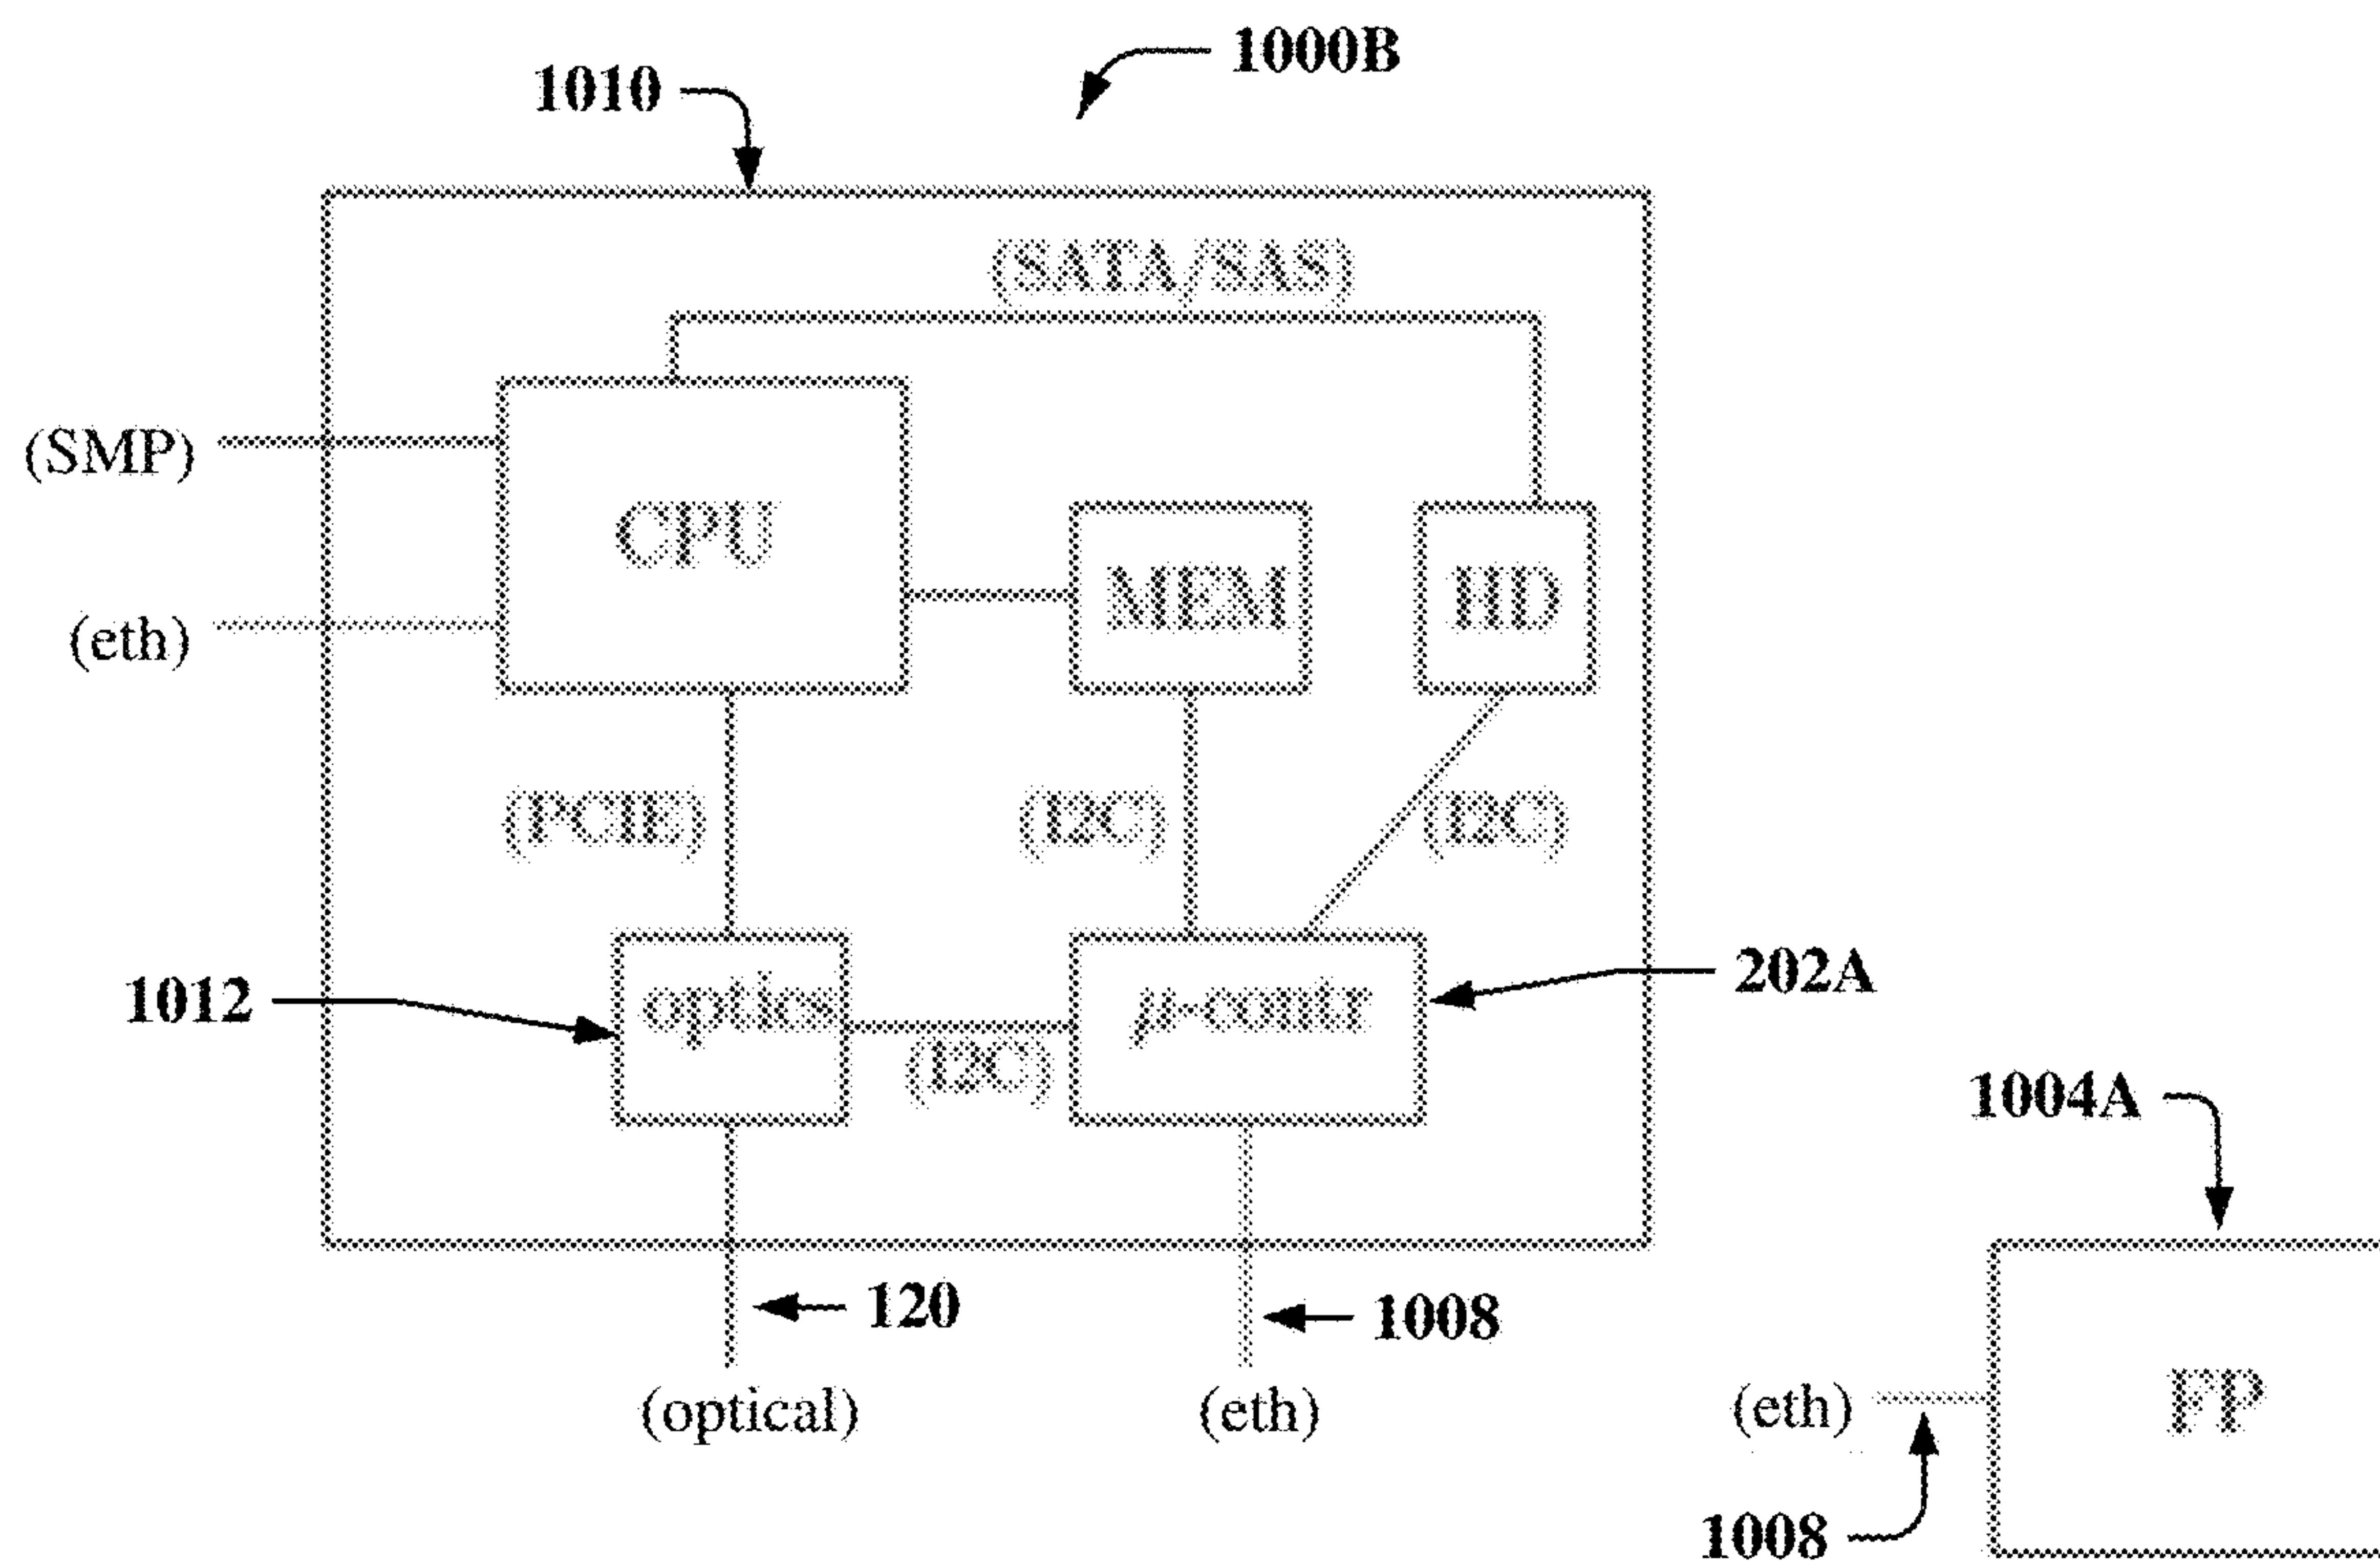 1000B
1010
(SATA/SAS)
(SMP)
CPU
MEM
HD
(eth)
(PCIE)
(I2C)
(I2C)
1012
optics
(I2C)
μ-contr
202A
1004A
120
1008
(optical)
(eth)
(eth)
FP
1008